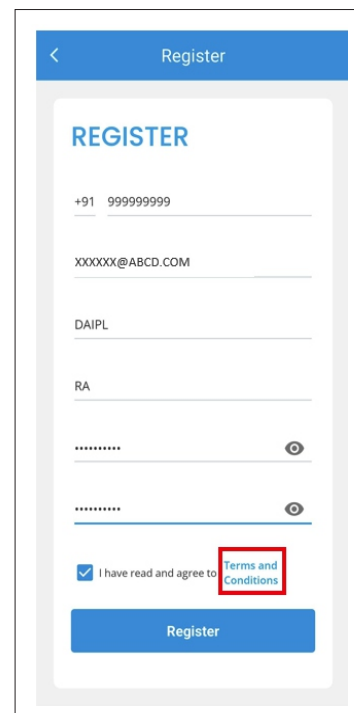 Register
REGISTER
+91 999999999
XXXXXX@ABCD.COM
DAIPL
RA
••••••••••
••••••••••
I have read and agree to Terms and
Conditions
Register